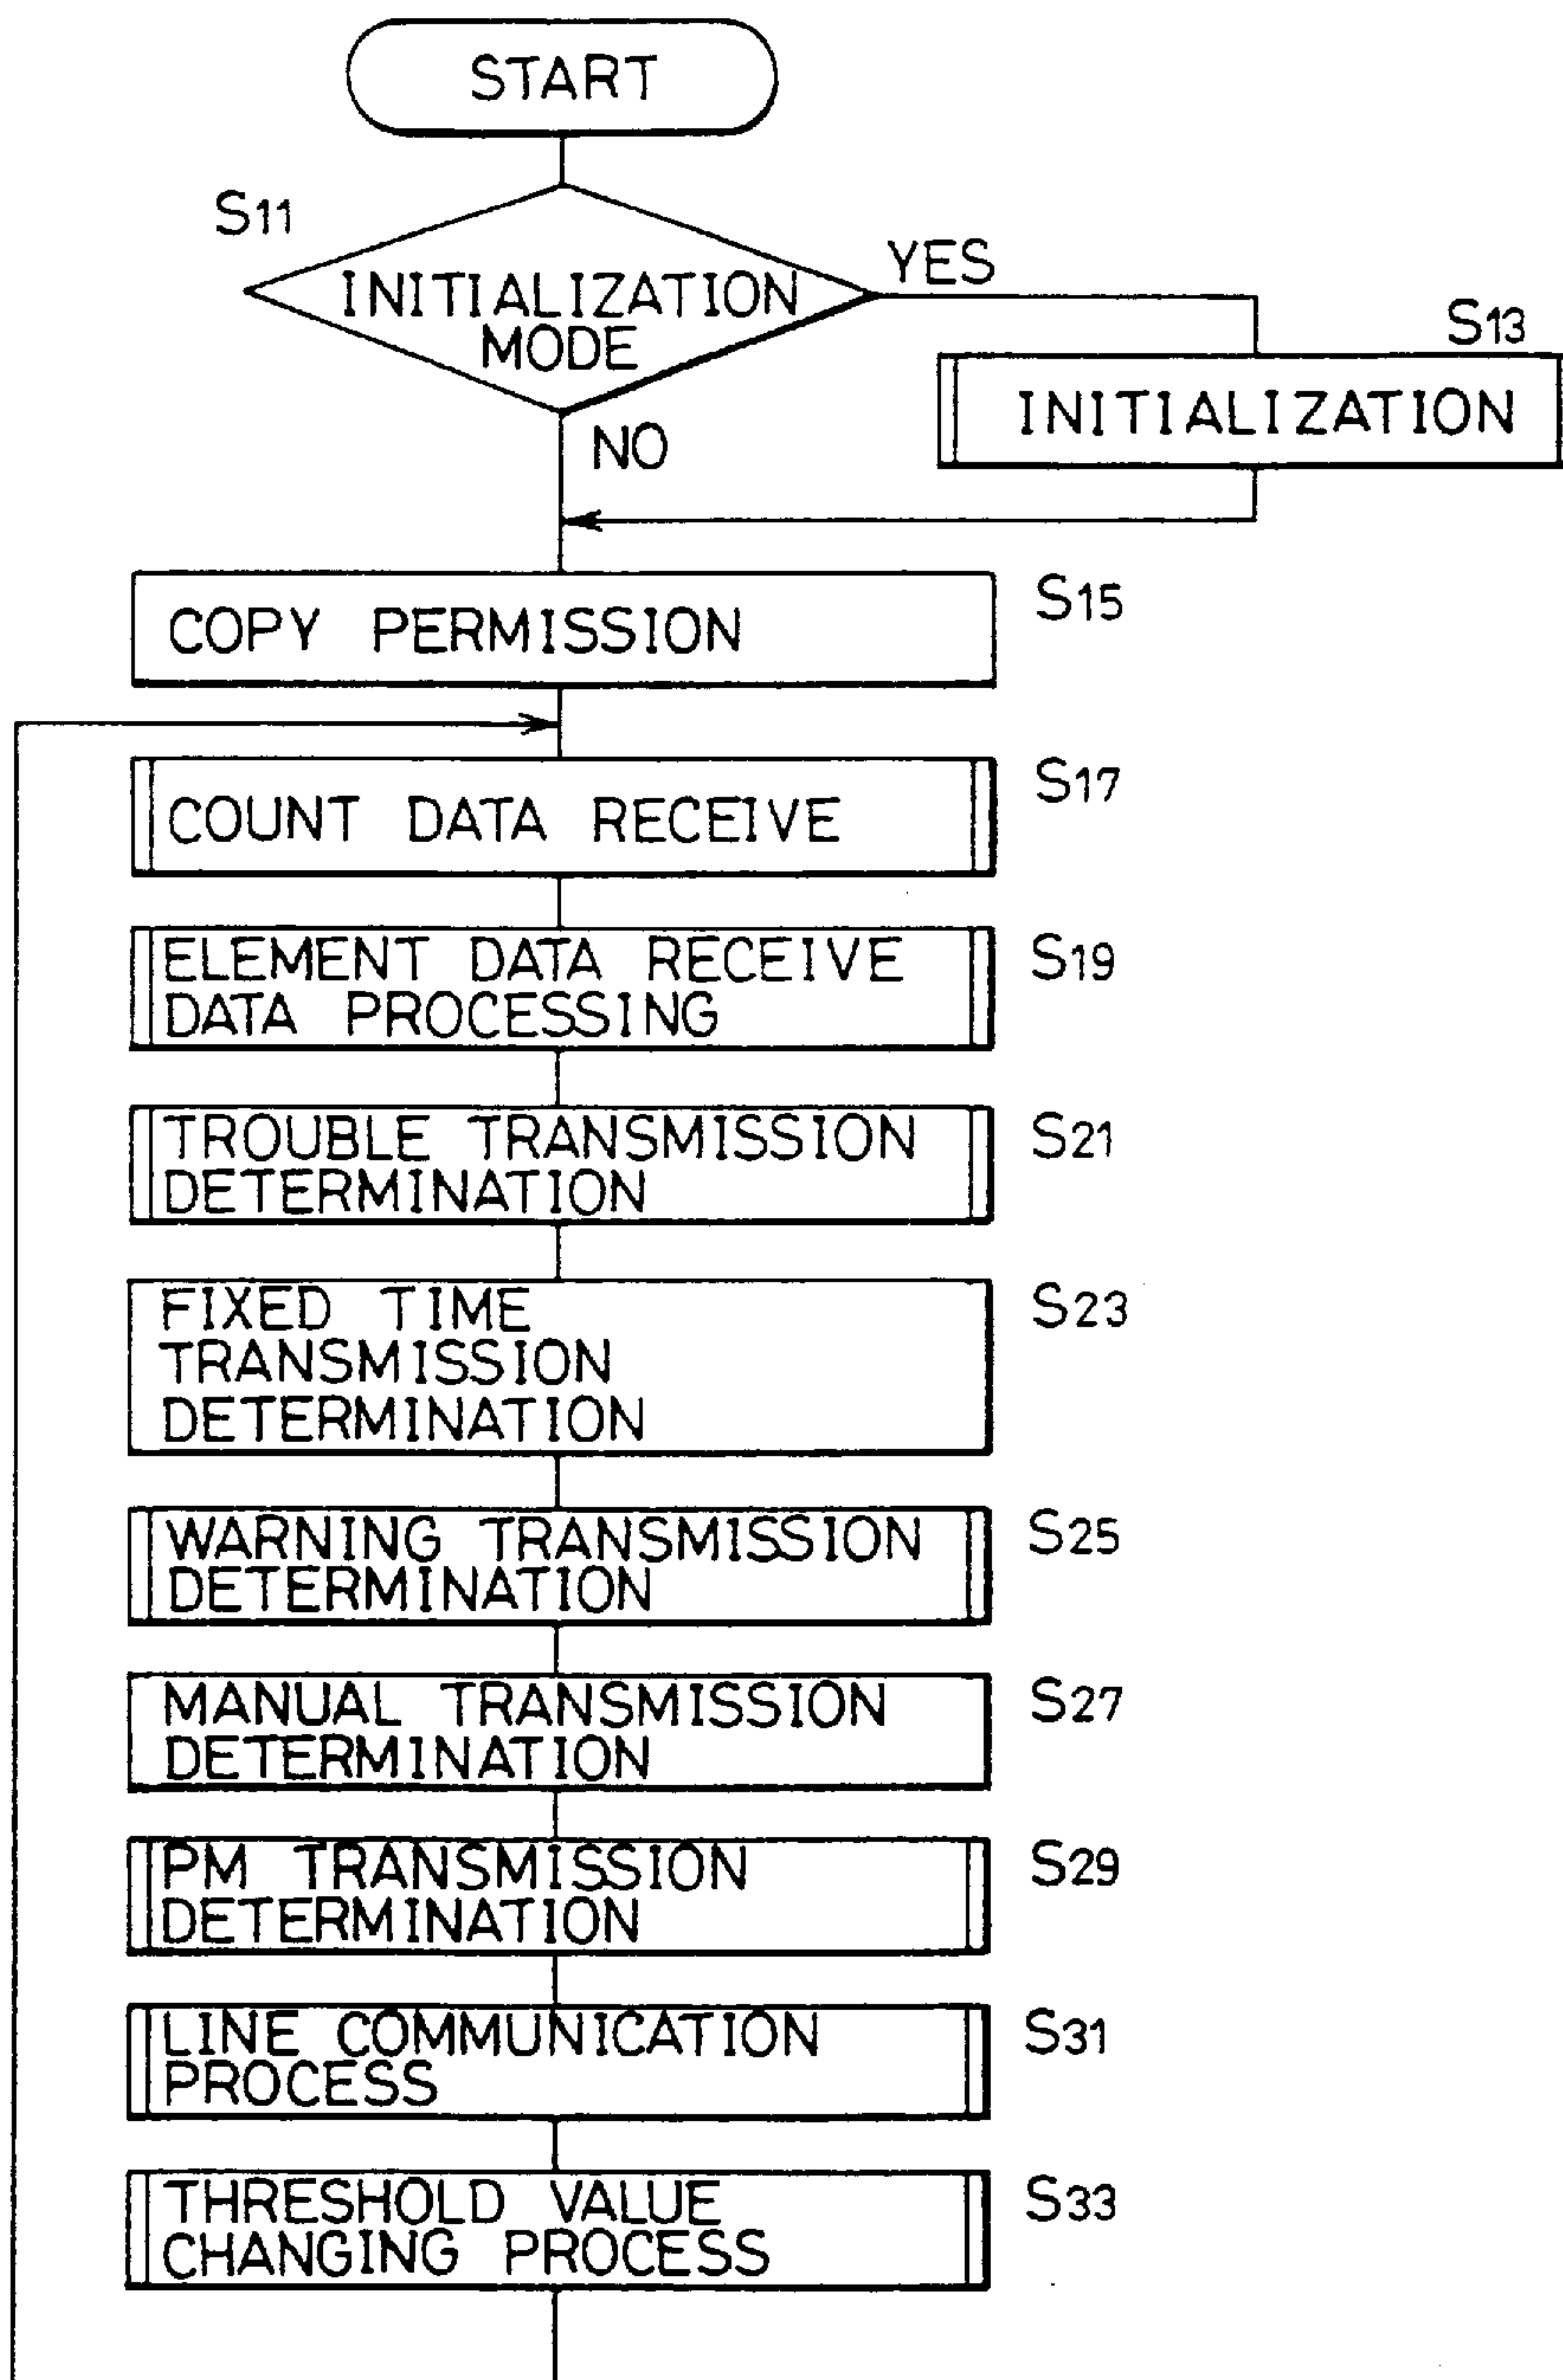 START
S11
INITIALIZATION
MODE
YES
S13
INITIALIZATION
NO
COPY PERMISSION
S15
COUNT DATA RECEIVE
S17
ELEMENT DATA RECEIVE
DATA PROCESSING
S19
TROUBLE TRANSMISSION
DETERMINATION
S21
FIXED TIME
TRANSMISSION
DETERMINATION
S23
WARNING TRANSMISSION
DETERMINATION
S25
MANUAL TRANSMISSION
DETERMINATION
S27
PM TRANSMISSION
DETERMINATION
S29
LINE COMMUNICATION
PROCESS
S31
THRESHOLD VALUE
CHANGING PROCESS
S33